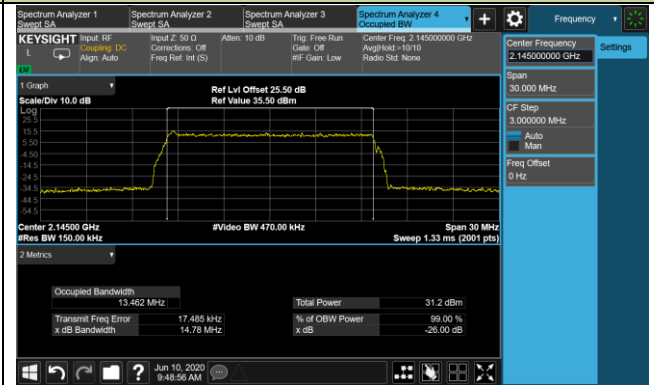 Spectrum Analyzer 1
Swept SA
Spectrum Analyzer 2
Swept SA
Spectrum Analyzer 3
Swept SA
Spectrum Analyzer 4
Occupied BW
+
Frequency
KEYSIGHT
L
Input: RF
Coupling: DC
Align: Auto
Input Z: 50 Ω
Corrections: Off
Freq Ref: Int (S)
Atten: 10 dB
Trig: Free Run
Gate: Off
#IF Gain: Low
Center Freq: 2.145000000 GHz
Avg|Hold:>10/10
Radio Std: None
Center Frequency
2.145000000 GHz
Settings
Span
30.000 MHz
CF Step
3.000000 MHz
Auto
Man
Freq Offset
0 Hz
1 Graph
Scale/Div 10.0 dB
Ref Lvl Offset 25.50 dB
Ref Value 35.50 dBm
Log
25.5
15.5
5.50
-4.50
-14.5
-24.5
-34.5
-44.5
-54.5
Center 2.14500 GHz
#Res BW 150.00 kHz
#Video BW 470.00 kHz
Span 30 MHz
Sweep 1.33 ms (2001 pts)
2 Metrics
Occupied Bandwidth
13.462 MHz
Total Power
31.2 dBm
Transmit Freq Error
17.485 kHz
% of OBW Power
99.00 %
x dB Bandwidth
14.78 MHz
x dB
-26.00 dB
?
Jun 10, 2020
9:48:56 AM